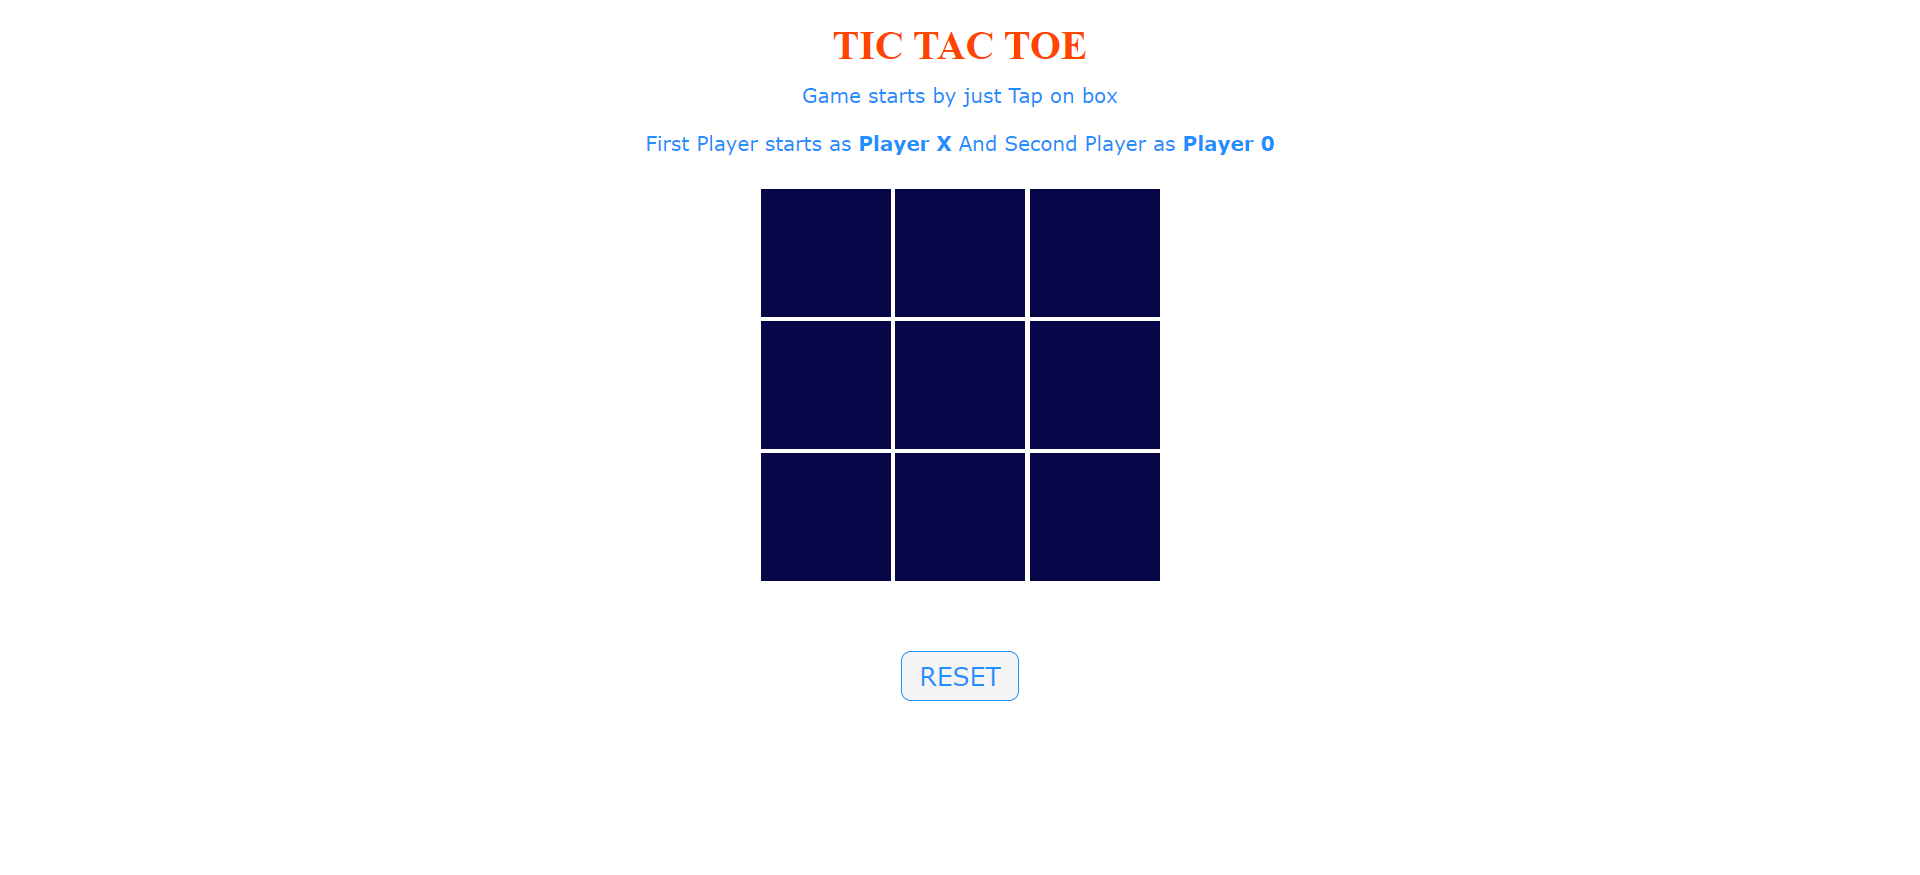 TIC TAC TOE
Game starts by just Tap on box
First Player starts as Player X And Second Player as Player 0
RESET